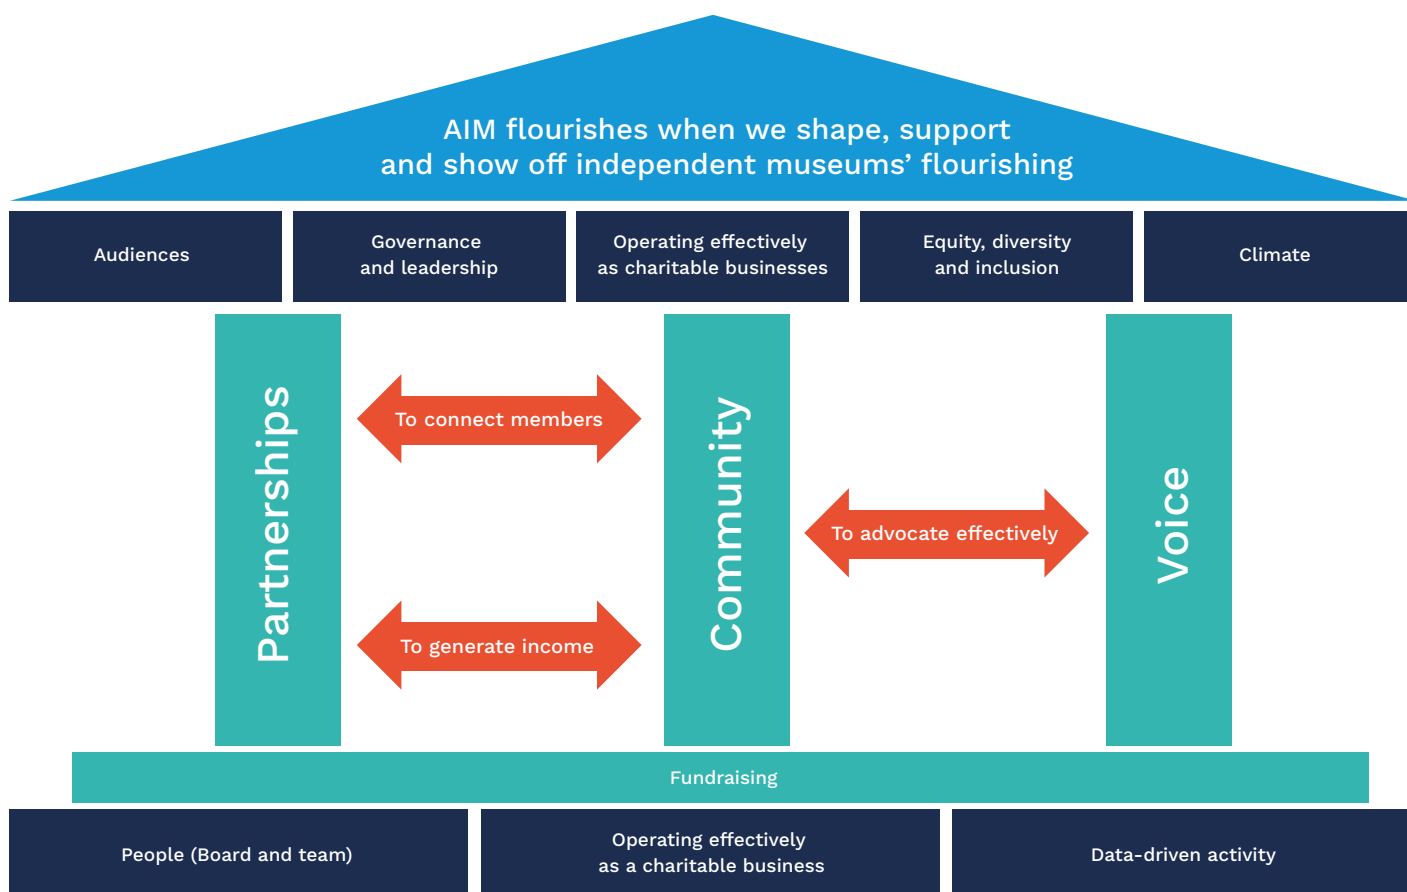 AIM flourishes when we shape, support
and show off independent museums’ flourishing
Audiences
Governance
and leadership
Operating effectively
as charitable businesses
Equity, diversity
and inclusion
Climate
Partnerships
To connect members
To generate income
Community
To advocate effectively
Voice
Fundraising
People (Board and team)
Operating effectively
as a charitable business
Data-driven activity